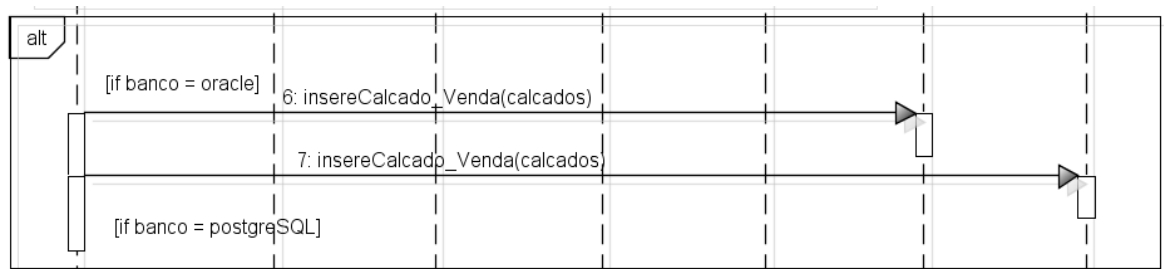 alt
[if banco = oracle]
6: insereCalcado_Venda(calcados)
7: insereCalcado_Venda(calcados)
[if banco = postgreSQL]